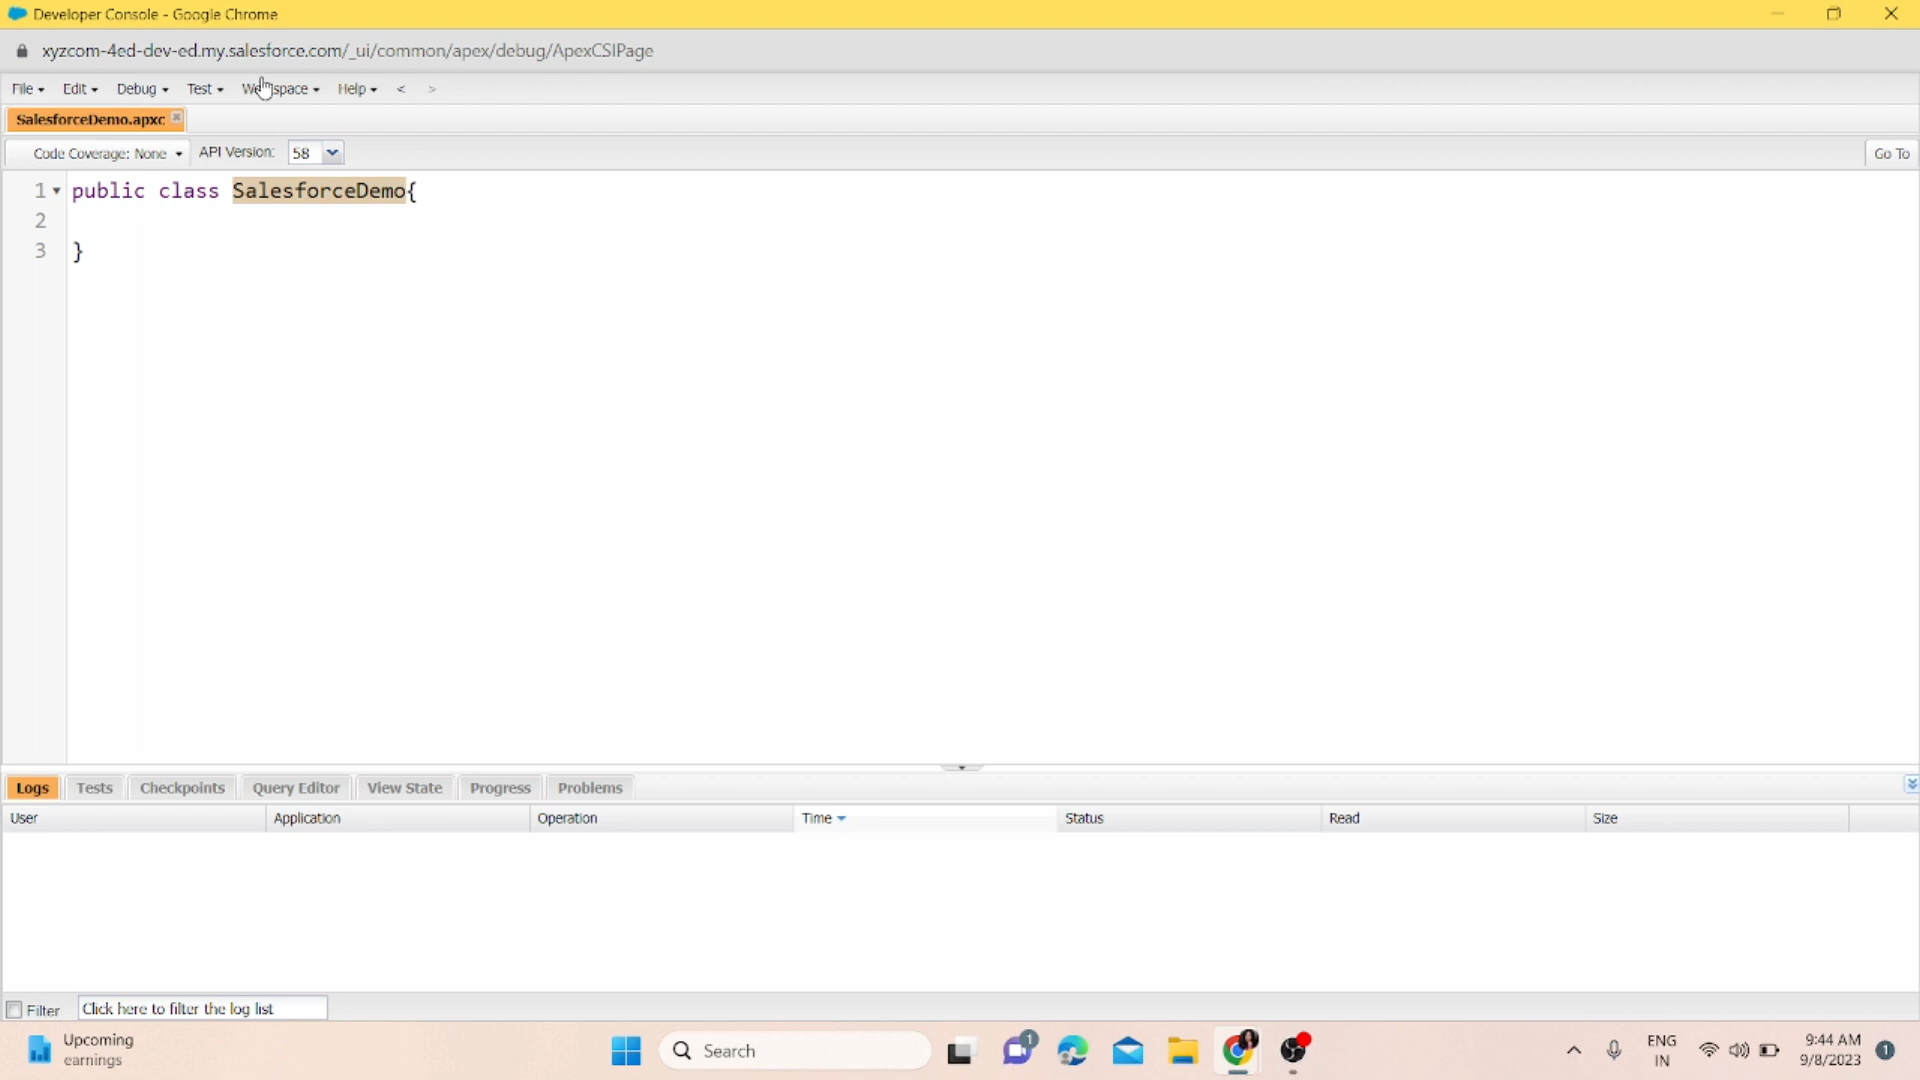 Developer Console - Google Chrome
xyzcom-4ed-dev-ed.my.salesforce.com/_ui/common/apex/debug/ApexCSIPage
File Edit Debug Test Workspace Help < >
SalesforceDemo.apxc
Code Coverage: None API Version: 58 Go To
1 public class SalesforceDemo{
2
3 }
Logs Tests Checkpoints Query Editor View State Progress Problems
User Application Operation Time Status Read Size
Filter Click here to filter the log list
Upcoming
earnings
Search
1
ENG
IN
9:44 AM
9/8/2023
1